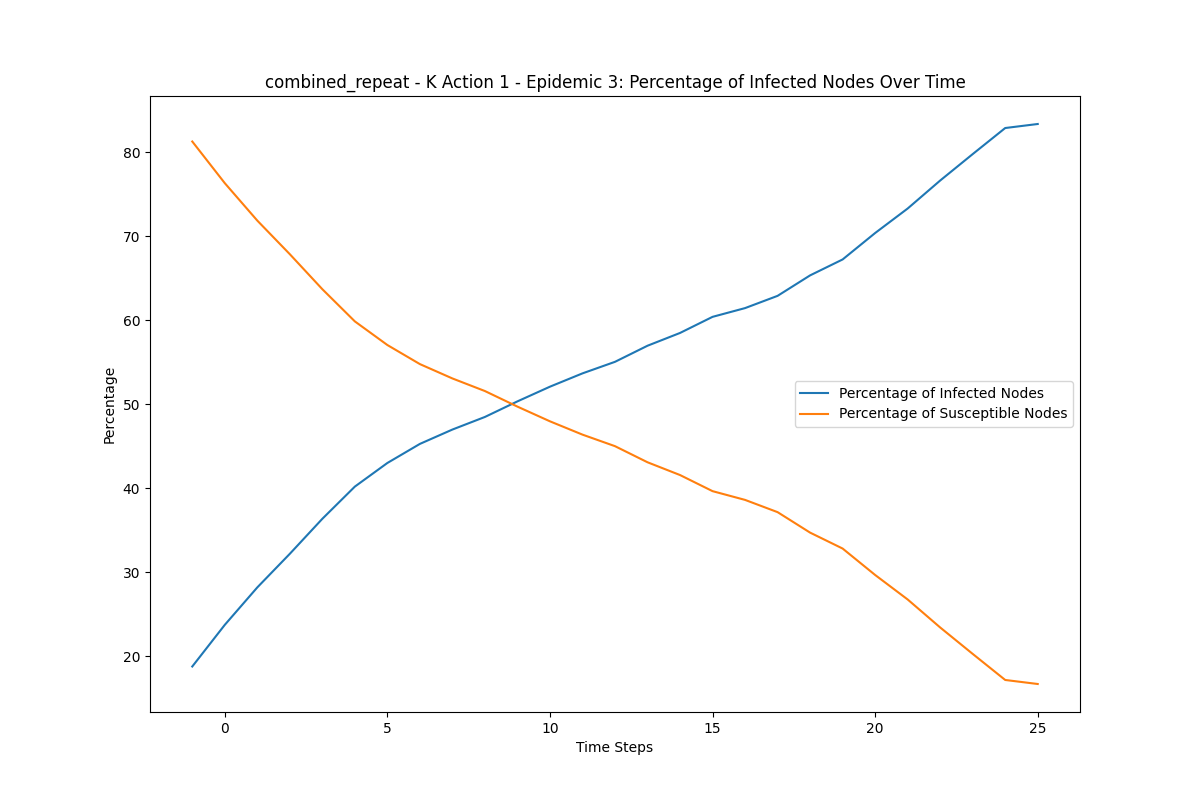 combined_repeat - K Action 1 - Epidemic 3: Percentage of Infected Nodes Over Time
Percentage
80
70
60
50
40
30
20
Percentage of Infected Nodes
Percentage of Susceptible Nodes
0 5 10 15 20 25
Time Steps